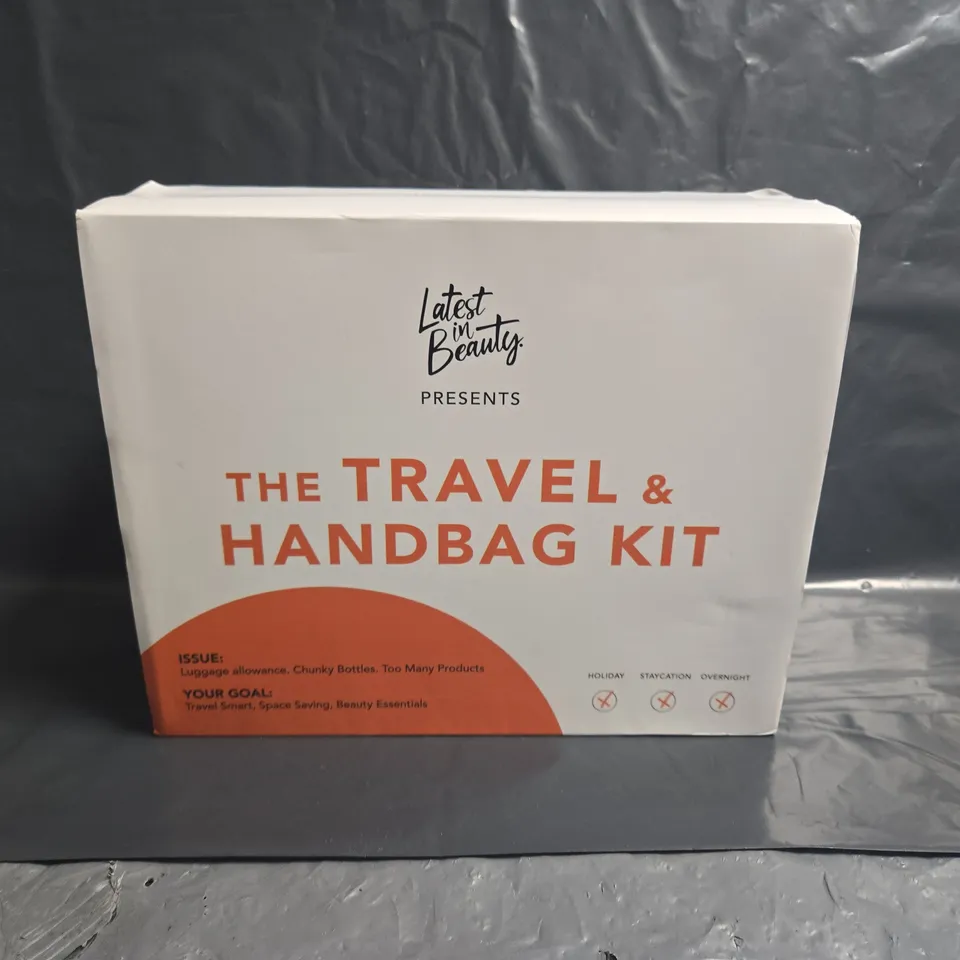 Latest
in
Beauty.
PRESENTS
THE TRAVEL &
HANDBAG KIT
ISSUE:
Luggage allowance. Chunky Bottles. Too Many Products
YOUR GOAL:
Travel Smart, Space Saving, Beauty Essentials
HOLIDAY STAYCATION OVERNIGHT